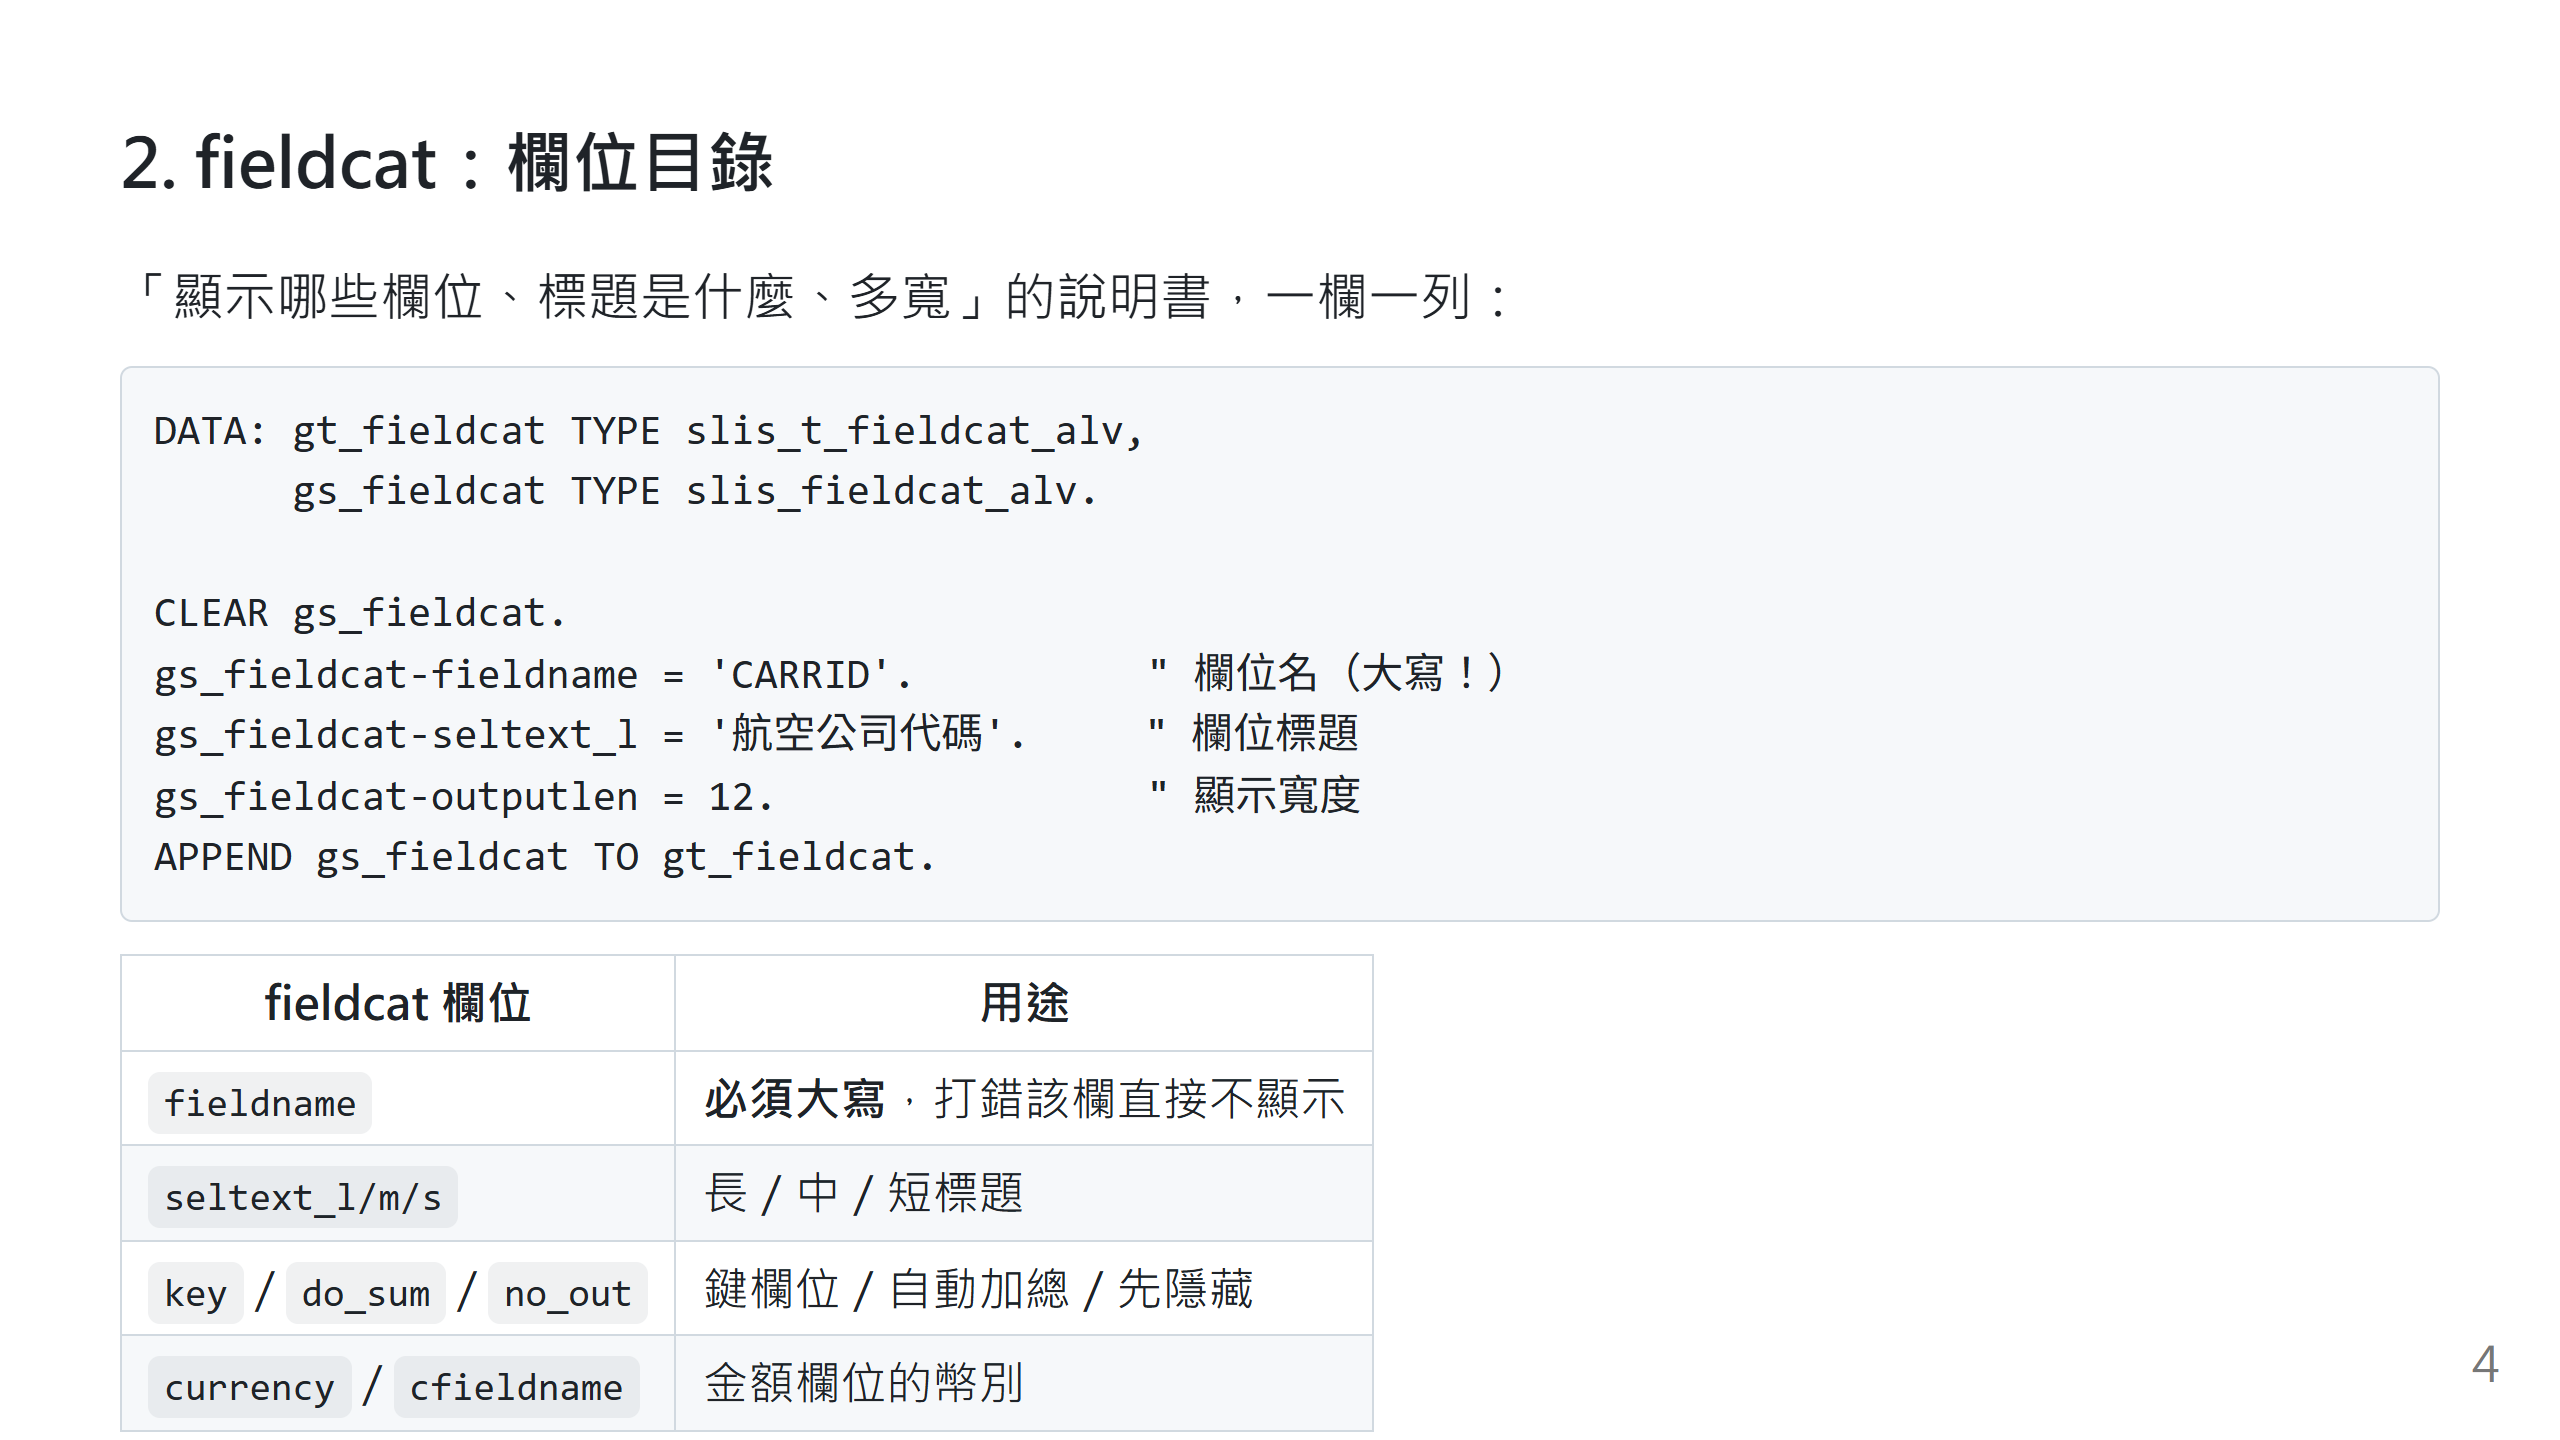 2. fieldcat：欄位目錄
「顯示哪些欄位、標題是什麼、多寬」的說明書，一欄一列：
DATA: gt_fieldcat TYPE slis_t_fieldcat_alv,
      gs_fieldcat TYPE slis_fieldcat_alv.
CLEAR gs_fieldcat.
gs_fieldcat-fieldname = 'CARRID'.          " 欄位名（大寫！）
gs_fieldcat-seltext_l = '航空公司代碼'.     " 欄位標題
gs_fieldcat-outputlen = 12.                " 顯示寬度
APPEND gs_fieldcat TO gt_fieldcat.
fieldcat 欄位 用途
fieldname 必須大寫，打錯該欄直接不顯示
seltext_l/m/s 長 / 中 / 短標題
key / do_sum / no_out 鍵欄位 / 自動加總 / 先隱藏
currency / cfieldname 金額欄位的幣別
4